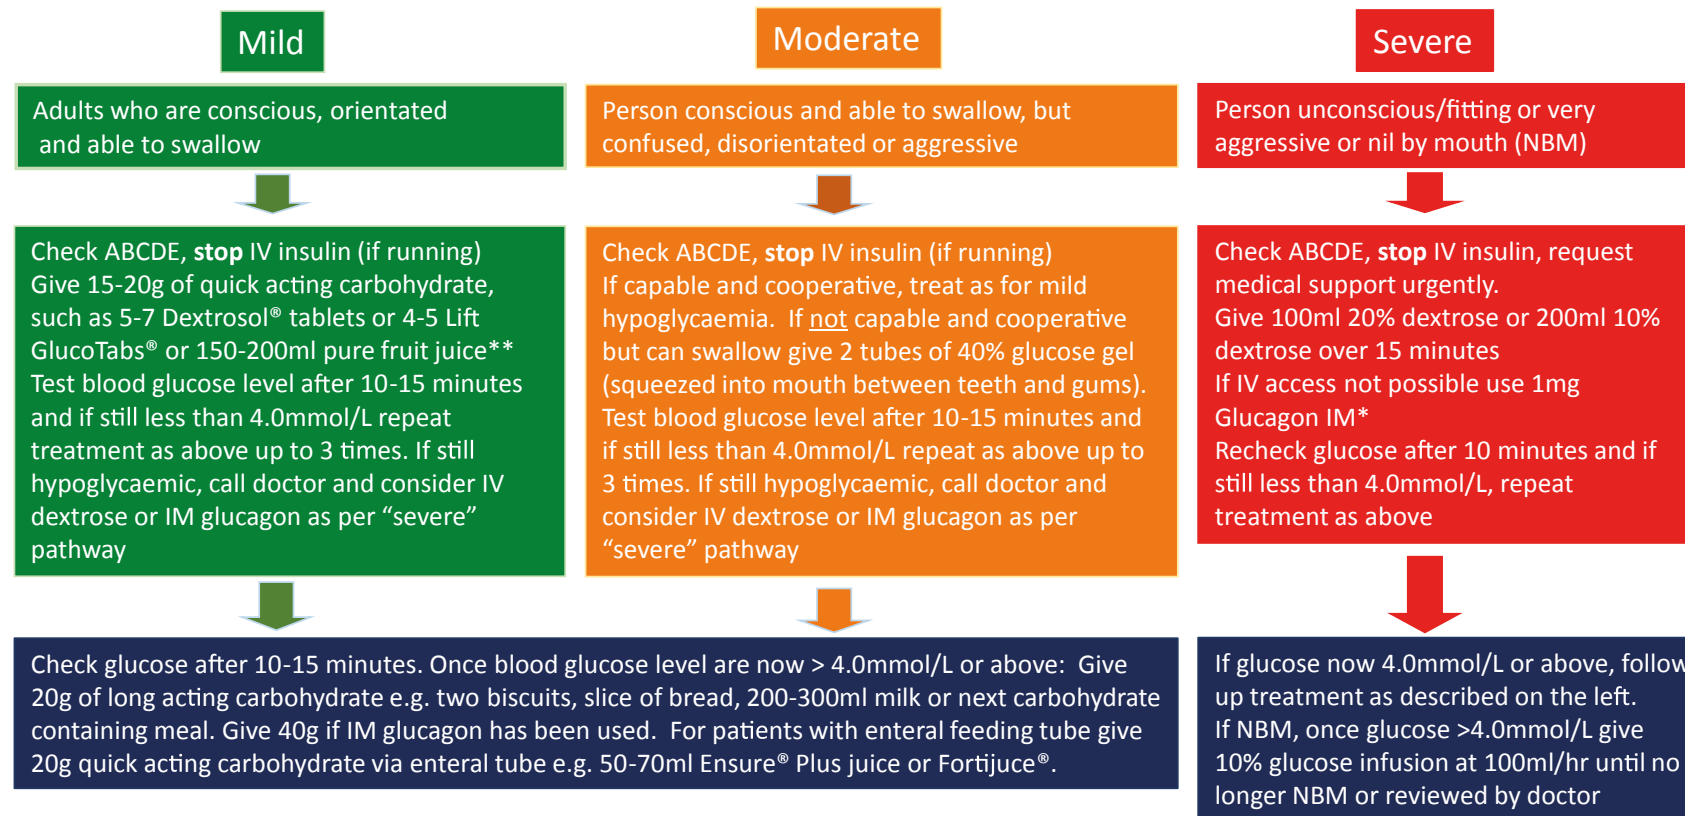 Mild
Adults who are conscious, orientated
and able to swallow
Check ABCDE, stop IV insulin (if running)
Give 15-20g of quick acting carbohydrate,
such as 5-7 Dextrosol® tablets or 4-5 Lift
GlucoTabs® or 150-200ml pure fruit juice**
Test blood glucose level after 10-15 minutes
and if still less than 4.0mmol/L repeat
treatment as above up to 3 times. If still
hypoglycaemic, call doctor and consider IV
dextrose or IM glucagon as per “severe”
pathway
Moderate
Person conscious and able to swallow, but
confused, disorientated or aggressive
Check ABCDE, stop IV insulin (if running)
If capable and cooperative, treat as for mild
hypoglycaemia. If not capable and cooperative
but can swallow give 2 tubes of 40% glucose gel
(squeezed into mouth between teeth and gums).
Test blood glucose level after 10-15 minutes and
if still less than 4.0mmol/L repeat as above up to
3 times. If still hypoglycaemic, call doctor and
consider IV dextrose or IM glucagon as per
“severe” pathway
Check glucose after 10-15 minutes. Once blood glucose level are now > 4.0mmol/L or above: Give
20g of long acting carbohydrate e.g. two biscuits, slice of bread, 200-300ml milk or next carbohydrate
containing meal. Give 40g if IM glucagon has been used. For patients with enteral feeding tube give
20g quick acting carbohydrate via enteral tube e.g. 50-70ml Ensure® Plus juice or Fortijuce®.
Severe
Person unconscious/fitting or very
aggressive or nil by mouth (NBM)
Check ABCDE, stop IV insulin, request
medical support urgently.
Give 100ml 20% dextrose or 200ml 10%
dextrose over 15 minutes
If IV access not possible use 1mg
Glucagon IM*
Recheck glucose after 10 minutes and if
still less than 4.0mmol/L, repeat
treatment as above
If glucose now 4.0mmol/L or above, follow
up treatment as described on the left.
If NBM, once glucose >4.0mmol/L give
10% glucose infusion at 100ml/hr until no
longer NBM or reviewed by doctor